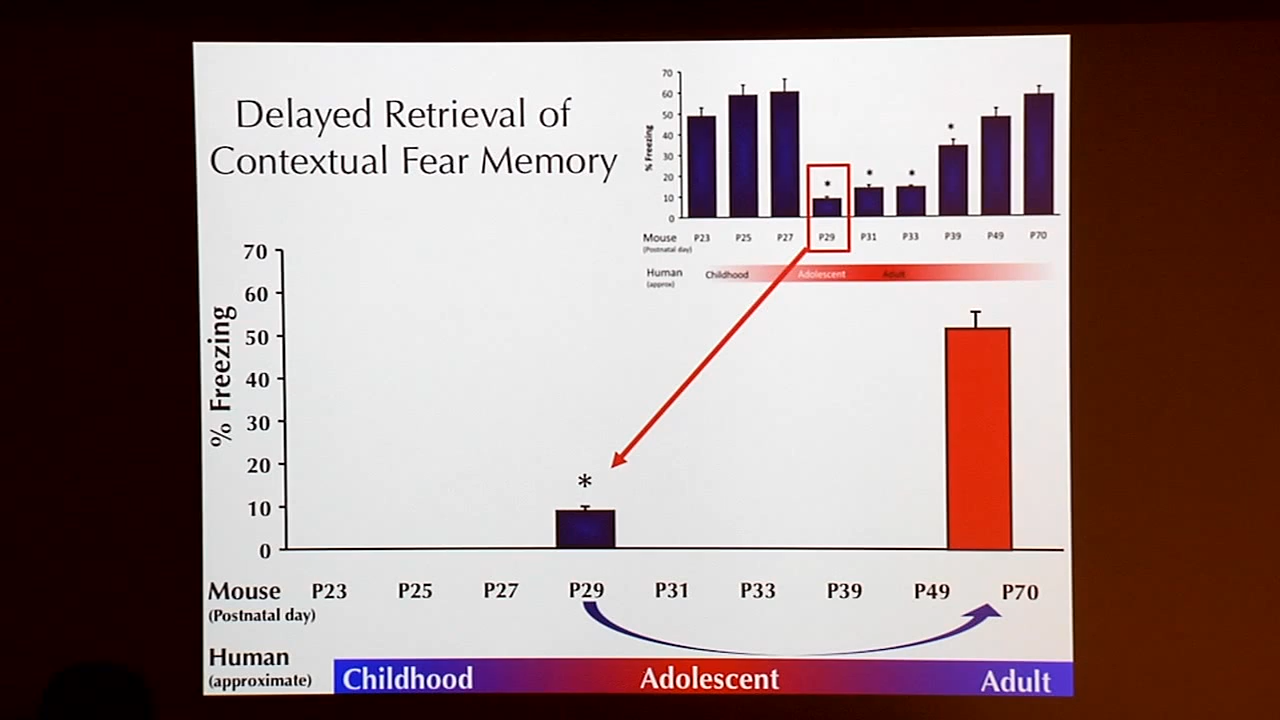 Delayed Retrieval of
Contextual Fear Memory
70
60
50
40
30
20
10
0
% Freezing
* * * *
Mouse P23 P25 P27 P29 P31 P33 P39 P49 P70
(Postnatal day)
Human Childhood Adolescent Adult
(approx)
70
60
50
40
30
20
10
0
% Freezing
*
Mouse P23 P25 P27 P29 P31 P33 P39 P49 P70
(Postnatal day)
Human
(approximate) Childhood Adolescent Adult